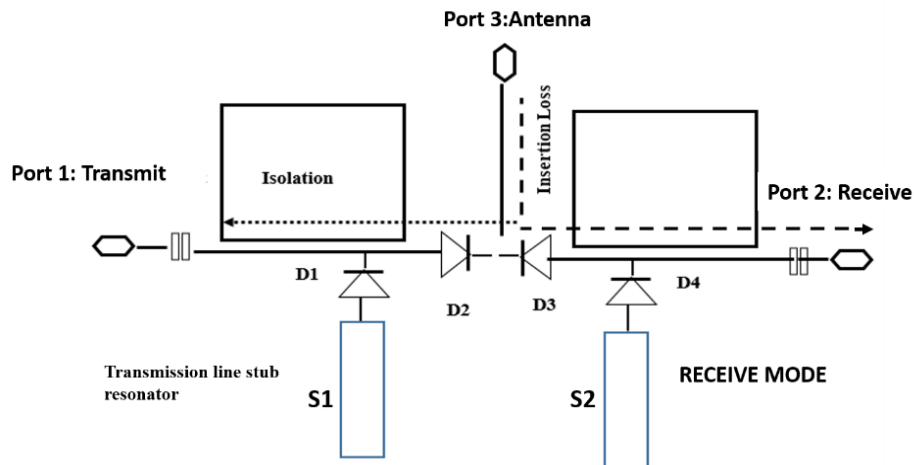 Port 3:Antenna
Insertion Loss
Isolation
Port 1: Transmit
Port 2: Receive
D1
D2
D3
D4
Transmission line stub
resonator
S1
S2
RECEIVE MODE